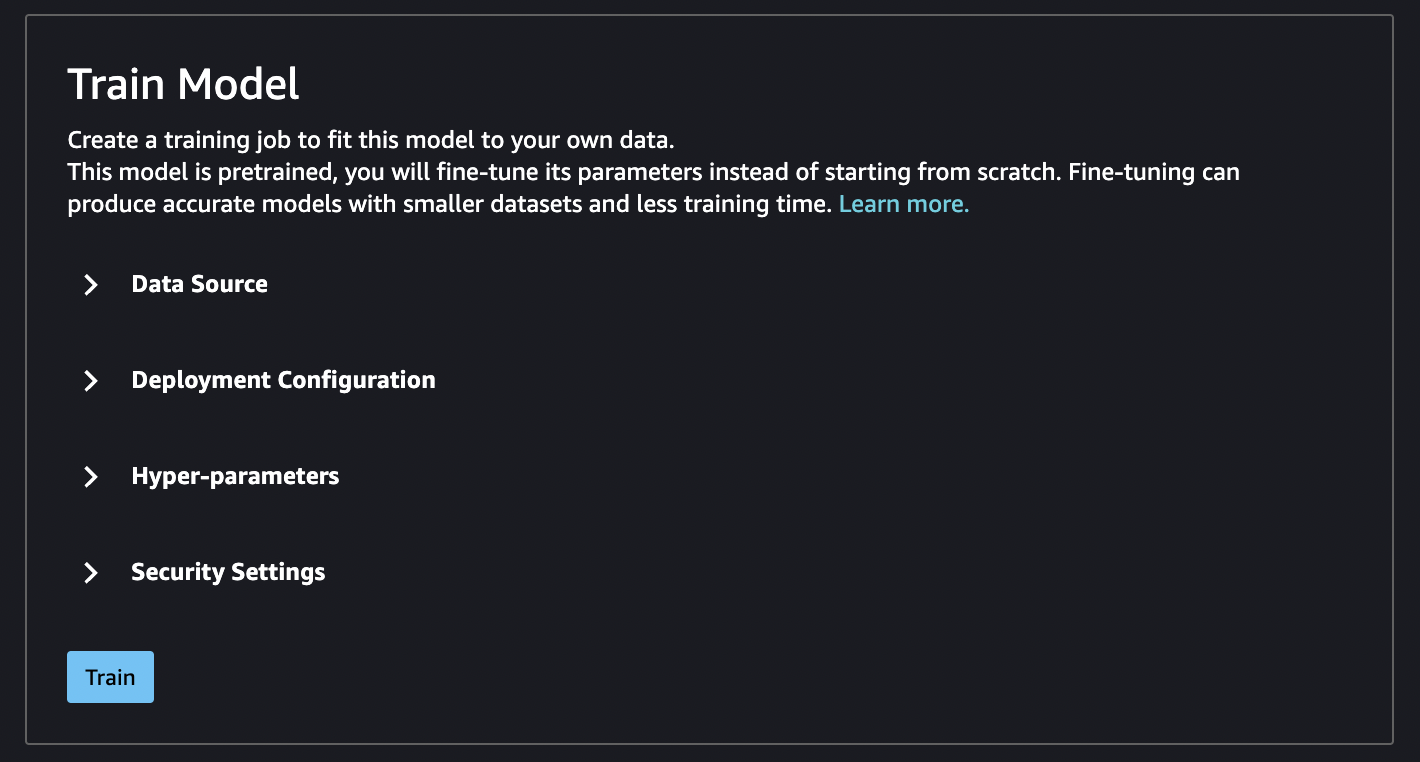 Train Model
Create a training job to fit this model to your own data.
This model is pretrained, you will fine-tune its parameters instead of starting from scratch. Fine-tuning can
produce accurate models with smaller datasets and less training time. Learn more.
Data Source
Deployment Configuration
Hyper-parameters
Security Settings
Train